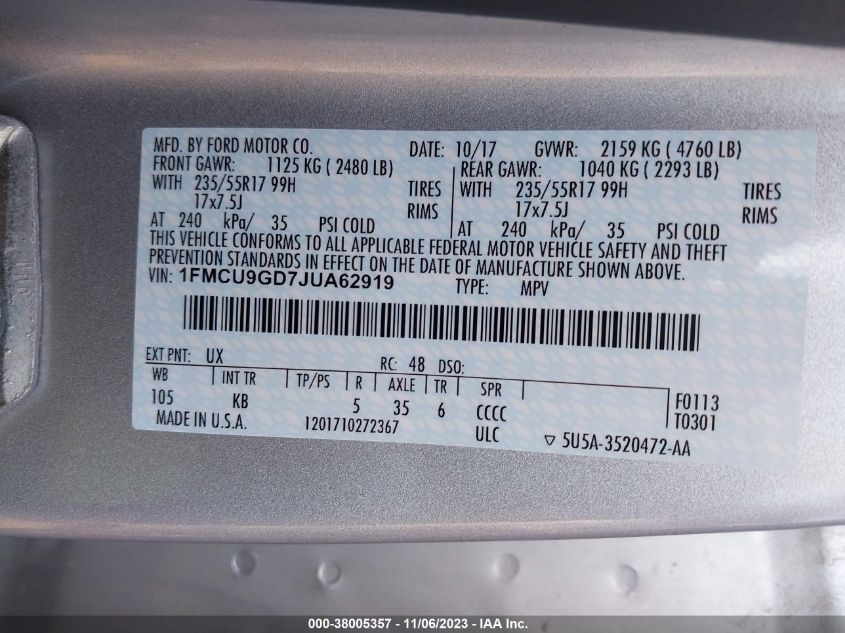 MFD. BY FORD MOTOR CO. DATE: 10/17 GVWR: 2159 KG ( 4760 LB)
FRONT GAWR: 1125 KG ( 2480 LB) REAR GAWR: 1040 KG ( 2293 LB)
WITH 235/55R17 99H TIRES WITH 235/55R17 99H TIRES
17x7.5J RIMS 17x7.5J RIMS
AT 240 kPa/ 35 PSI COLD AT 240 kPa/ 35 PSI COLD
THIS VEHICLE CONFORMS TO ALL APPLICABLE FEDERAL MOTOR VEHICLE SAFETY AND THEFT
PREVENTION STANDARDS IN EFFECT ON THE DATE OF MANUFACTURE SHOWN ABOVE.
VIN: 1FMCU9GD7JUA62919 TYPE: MPV
EXT PNT: UX RC: 48 DSO:
WB INT TR TP/PS R AXLE TR SPR F0113
105 KB 5 35 6 CCCC T0301
MADE IN U.S.A. 1201710272367 ULC ▽ 5U5A-3520472-AA
000-38005357 - 11/06/2023 - IAA Inc.